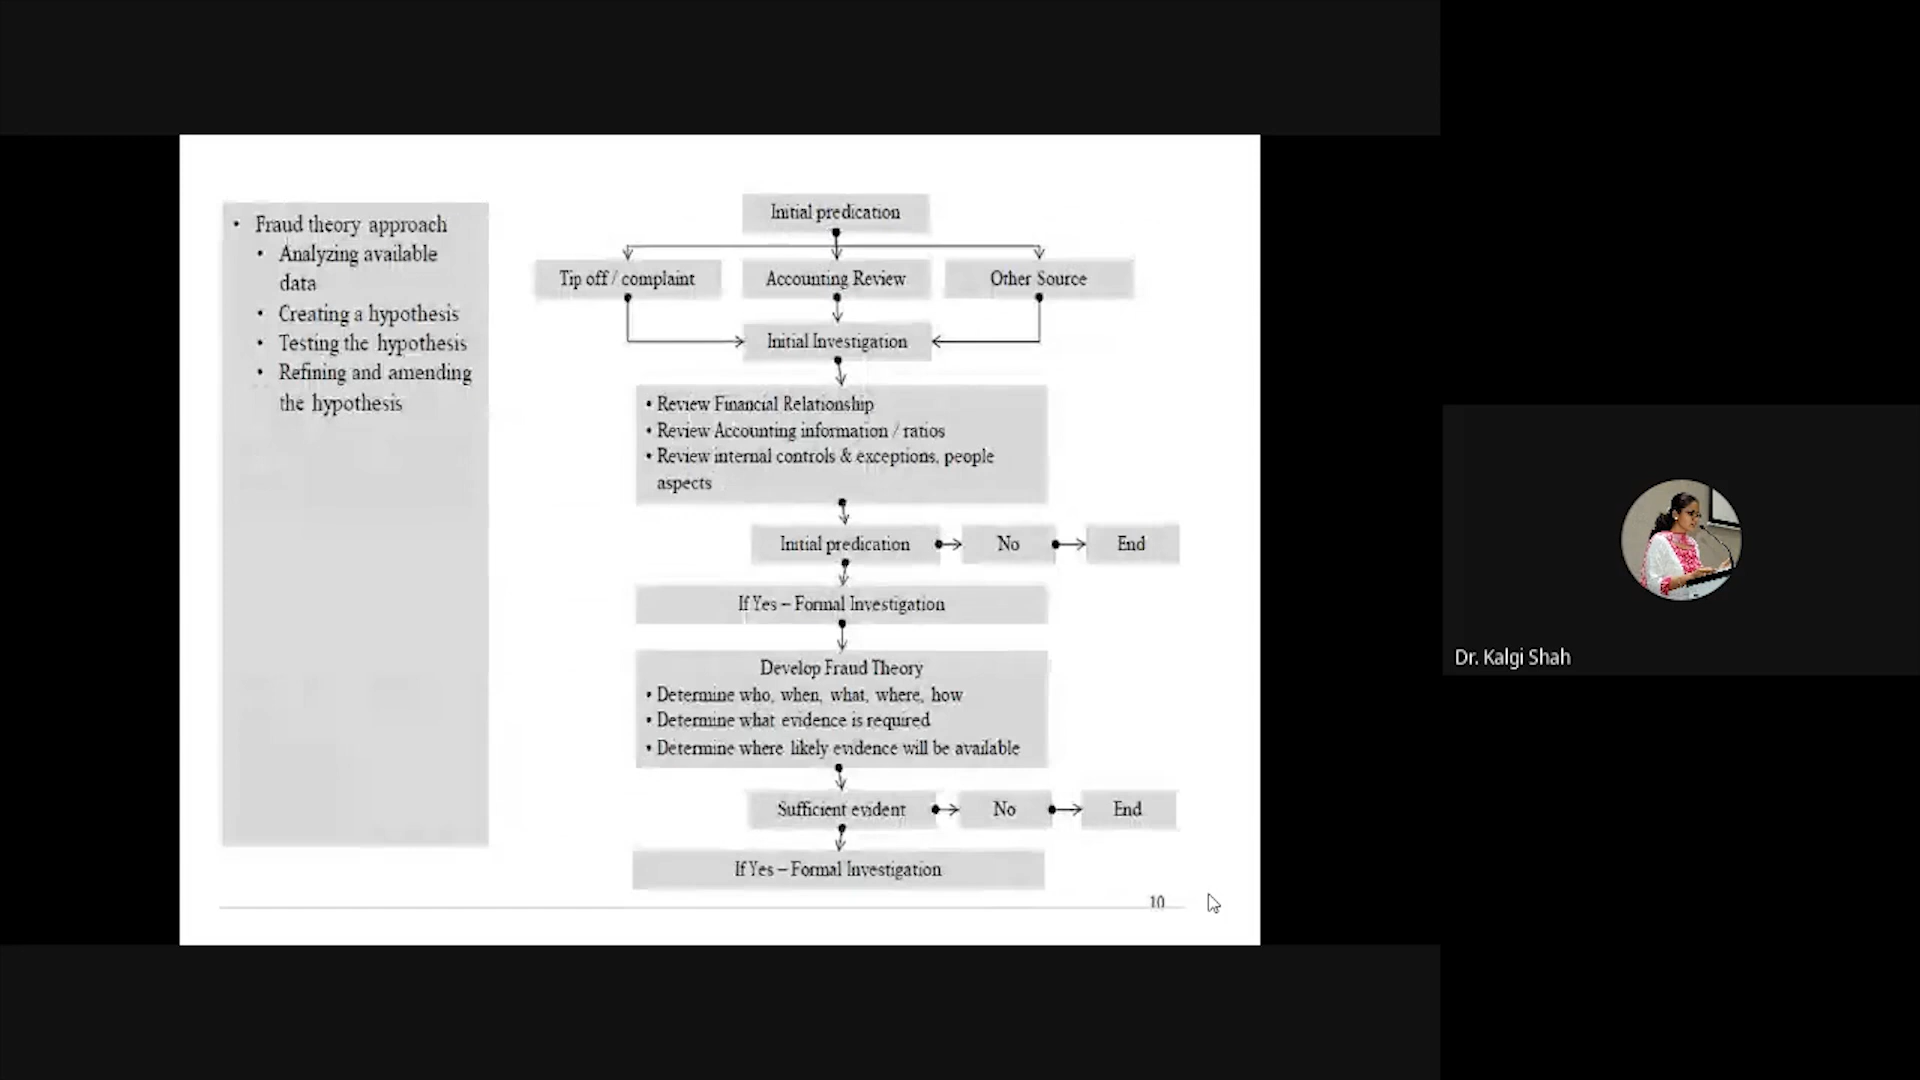 • Fraud theory approach
• Analyzing available
data
• Creating a hypothesis
• Testing the hypothesis
• Refining and amending
the hypothesis
Initial predication
Tip off / complaint
Accounting Review
Other Source
Initial Investigation
• Review Financial Relationship
• Review Accounting information / ratios
• Review internal controls & exceptions, people
aspects
Initial predication
No
End
If Yes – Formal Investigation
Develop Fraud Theory
• Determine who, when, what, where, how
• Determine what evidence is required
• Determine where likely evidence will be available
Sufficient evident
No
End
If Yes – Formal Investigation
10
Dr. Kalgi Shah